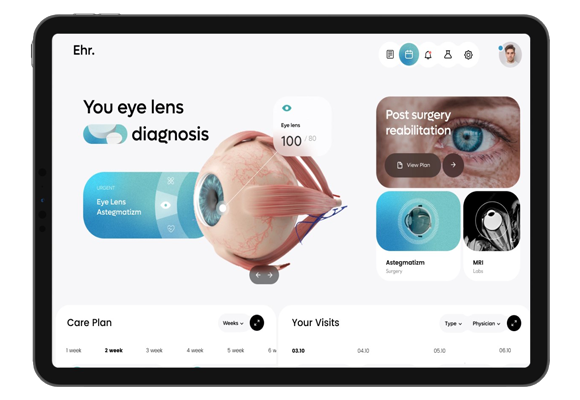 Ehr.
You eye lens
diagnosis
URGENT
Eye Lens
Astegmatizm
Eye lens
100 / 80
Post surgery
reabilitation
View Plan
Astegmatizm
Surgery
MRI
Labs
Care Plan
Weeks
1 week 2 week 3 week 4 week 5 week 6 w
Your Visits
Type Physician
03.10 04.10 05.10 06.10